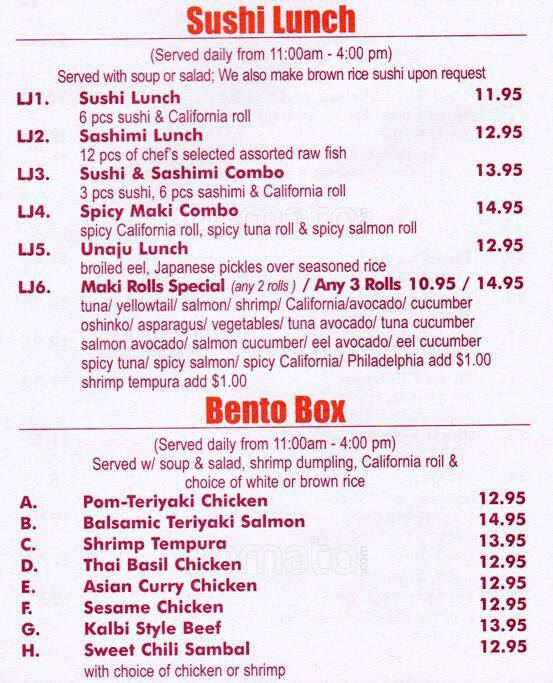 Sushi Lunch
(Served daily from 11:00am - 4:00 pm)
Served with soup or salad; We also make brown rice sushi upon request
LJ1. Sushi Lunch 11.95
6 pcs sushi & California roll
LJ2. Sashimi Lunch 12.95
12 pcs of chef's selected assorted raw fish
LJ3. Sushi & Sashimi Combo 13.95
3 pcs sushi, 6 pcs sashimi & California roll
LJ4. Spicy Maki Combo 14.95
spicy California roll, spicy tuna roll & spicy salmon roll
LJ5. Unaju Lunch 12.95
broiled eel, Japanese pickles over seasoned rice
LJ6. Maki Rolls Special (any 2 rolls ) / Any 3 Rolls 10.95 / 14.95
tuna/ yellowtail/ salmon/ shrimp/ California/avocado/ cucumber
oshinko/ asparagus/ vegetables/ tuna avocado/ tuna cucumber
salmon avocado/ salmon cucumber/ eel avocado/ eel cucumber
spicy tuna/ spicy salmon/ spicy California/ Philadelphia add $1.00
shrimp tempura add $1.00
Bento Box
(Served daily from 11:00am - 4:00 pm)
Served w/ soup & salad, shrimp dumpling, California roil &
choice of white or brown rice
A. Pom-Teriyaki Chicken 12.95
B. Balsamic Teriyaki Salmon 14.95
C. Shrimp Tempura 13.95
D. Thai Basil Chicken 12.95
E. Asian Curry Chicken 12.95
F. Sesame Chicken 12.95
G. Kalbi Style Beef 13.95
H. Sweet Chili Sambal 12.95
with choice of chicken or shrimp